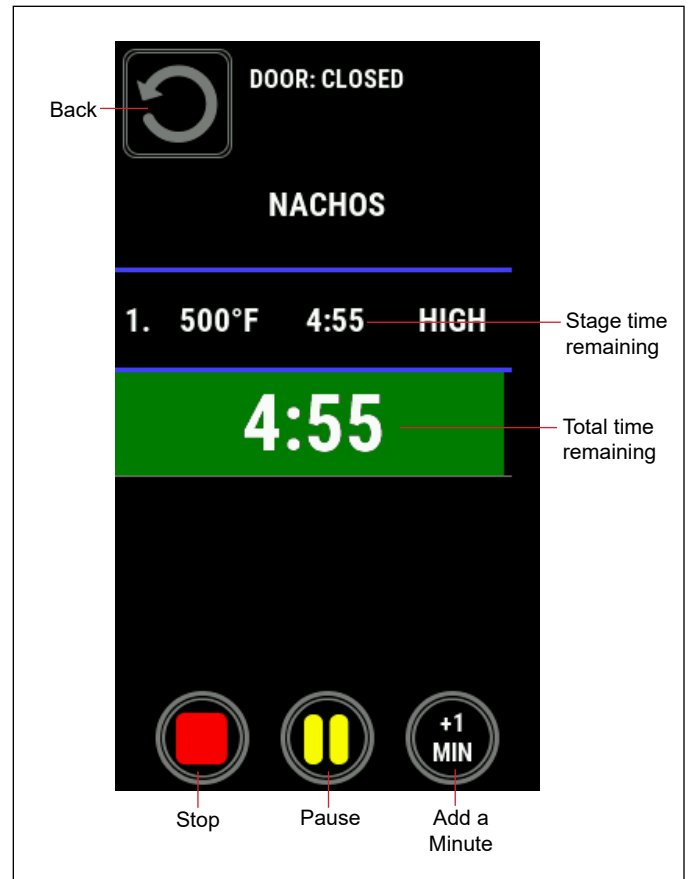 DOOR: CLOSED
Back
NACHOS
1. 500°F 4:55 HIGH
Stage time
remaining
4:55
Total time
remaining
+1
MIN
Stop
Pause
Add a
Minute